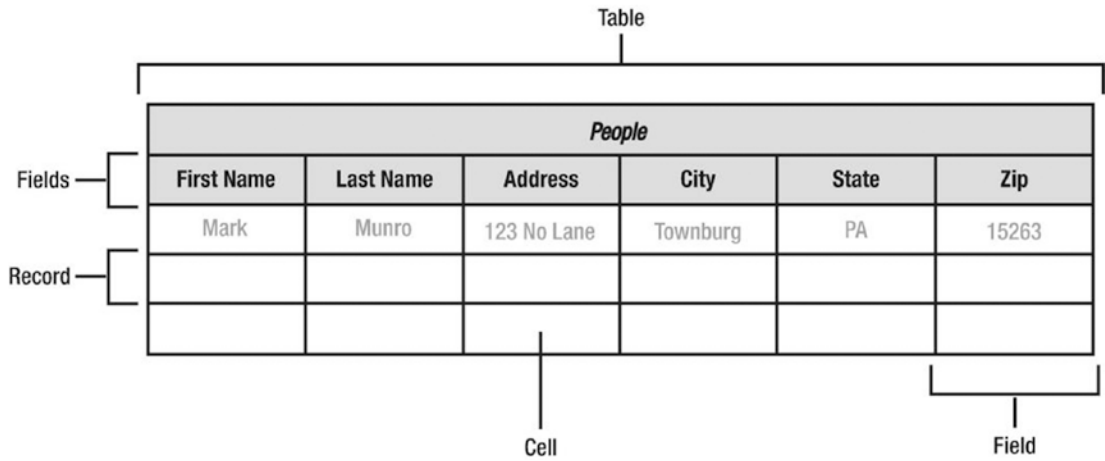 Table
People
Fields First Name Last Name Address City State Zip
Mark Munro 123 No Lane Townburg PA 15263
Record
Cell Field